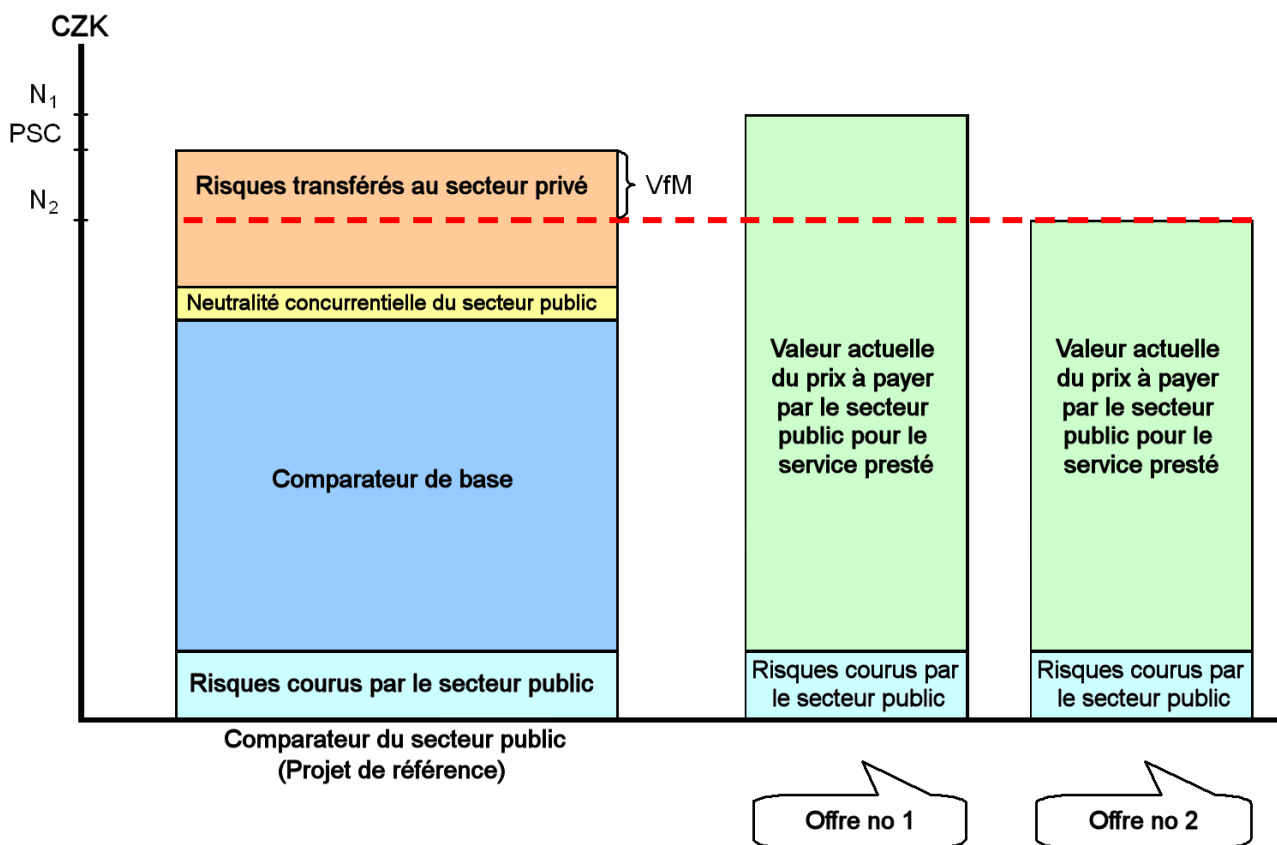 CZK
N₁
PSC
N₂
Risques transférés au secteur privé
VfM
Neutralité concurrentielle du secteur public
Comparateur de base
Risques courus par le secteur public
Comparateur du secteur public
(Projet de référence)
Valeur actuelle
du prix à payer
par le secteur
public pour le
service presté
Risques courus par
le secteur public
Offre no 1
Valeur actuelle
du prix à payer
par le secteur
public pour le
service presté
Risques courus par
le secteur public
Offre no 2